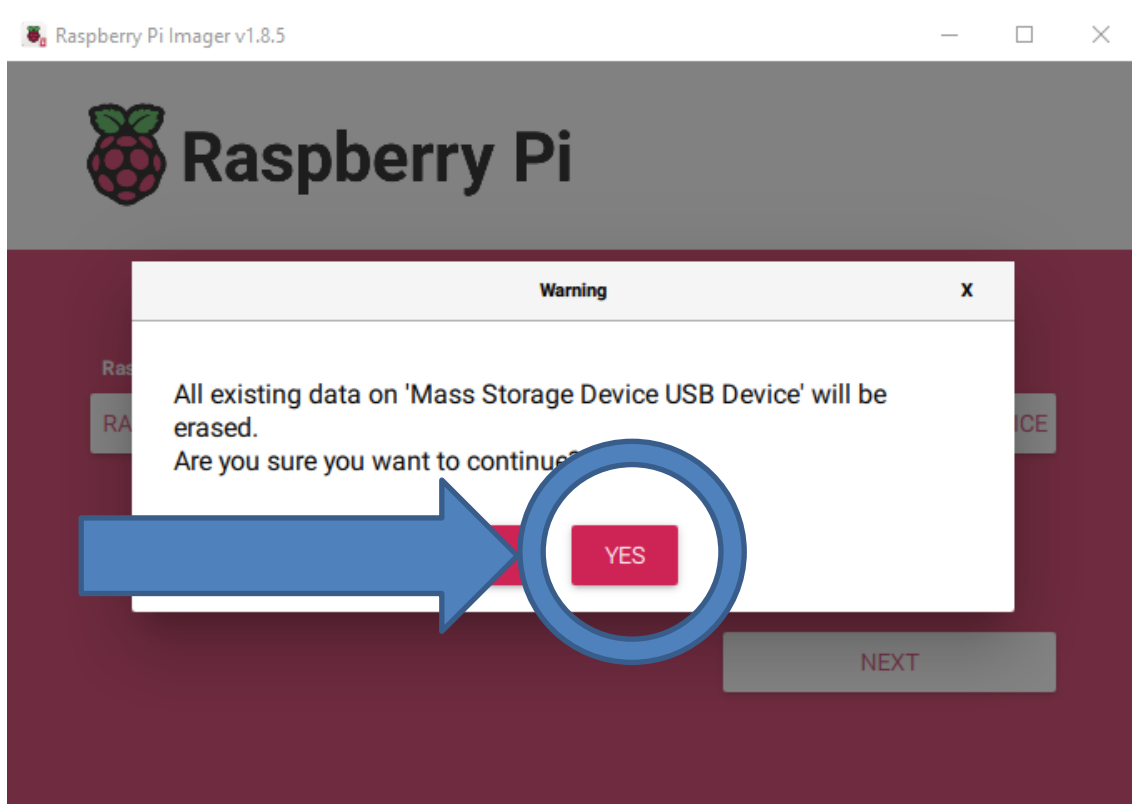 Raspberry Pi Imager v1.8.5
Raspberry Pi
Warning X
All existing data on 'Mass Storage Device USB Device' will be
erased.
Are you sure you want to continue?
YES
NEXT